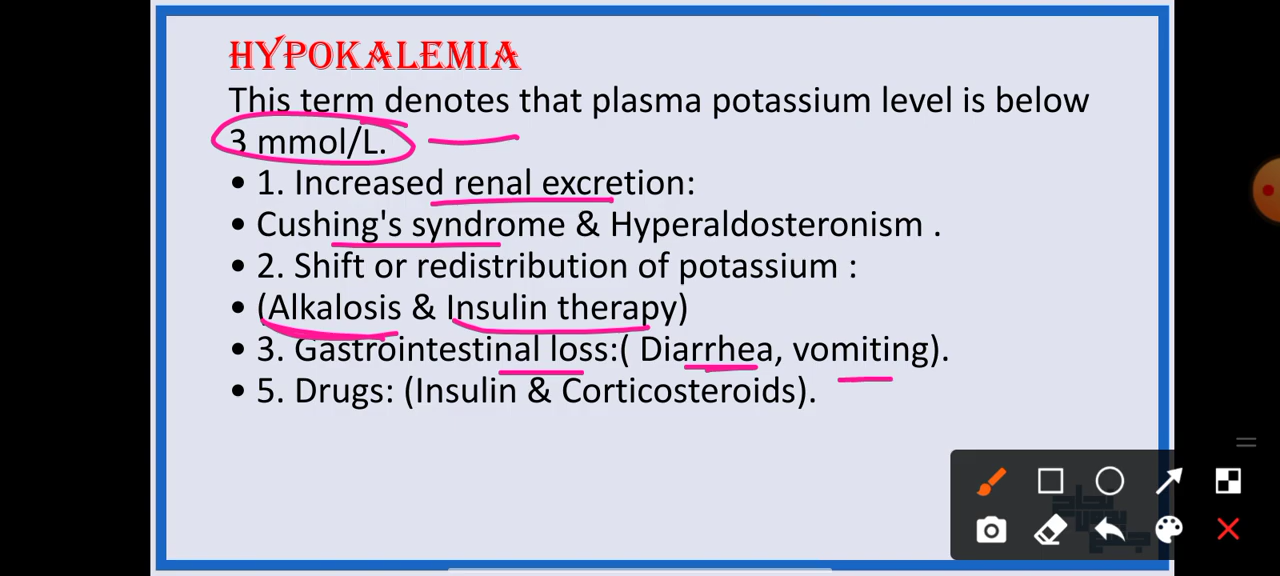 HYPOKALEMIA
This term denotes that plasma potassium level is below
3 mmol/L.
• 1. Increased renal excretion:
• Cushing's syndrome & Hyperaldosteronism .
• 2. Shift or redistribution of potassium :
• (Alkalosis & Insulin therapy)
• 3. Gastrointestinal loss:( Diarrhea, vomiting).
• 5. Drugs: (Insulin & Corticosteroids).